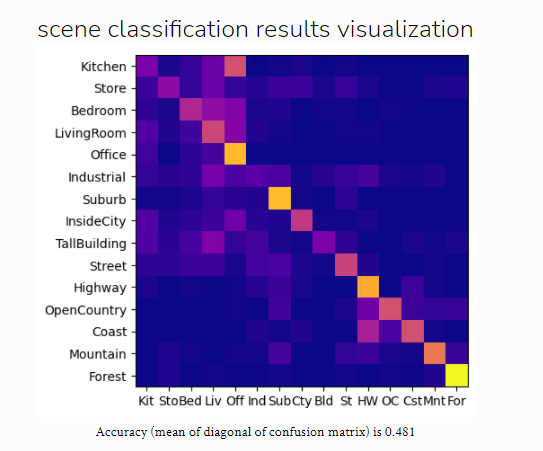 scene classification results visualization
Kitchen
Store
Bedroom
LivingRoom
Office
Industrial
Suburb
InsideCity
TallBuilding
Street
Highway
OpenCountry
Coast
Mountain
Forest
Kit Sto Bed Liv Off Ind Sub Cty Bld St HW OC Cst Mnt For
Accuracy (mean of diagonal of confusion matrix) is 0.481